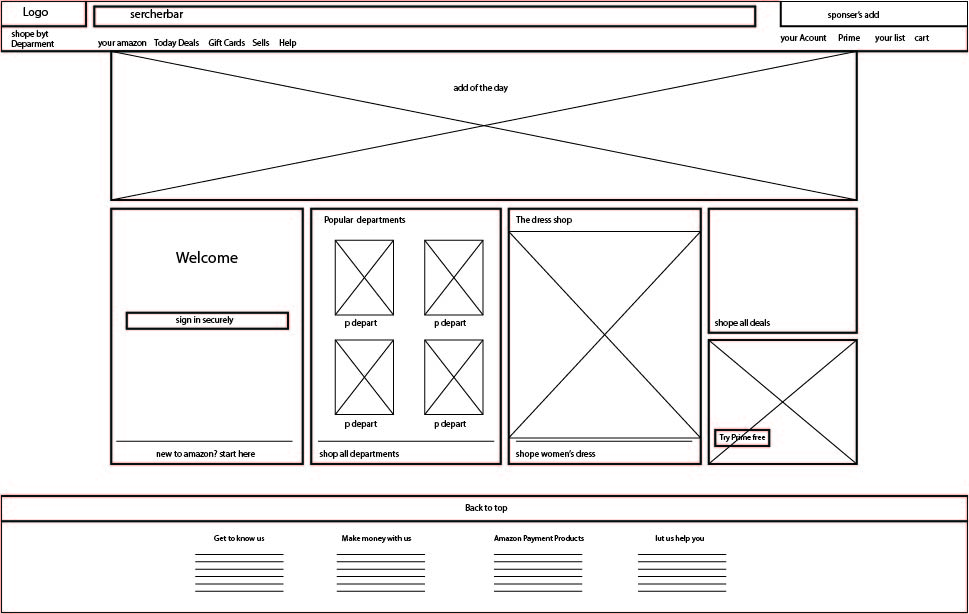 Logo
sercherbar
sponser's add
shope byt
Deparment
your amazon Today Deals Gift Cards Sells Help
your Acount Prime your list cart
add of the day
Welcome
sign in securely
new to amazon? start here
Popular departments
p depart
p depart
p depart
p depart
shop all departments
The dress shop
shope women's dress
shope all deals
Try Prime free
Back to top
Get to know us
Make money with us
Amazon Payment Products
lut us help you